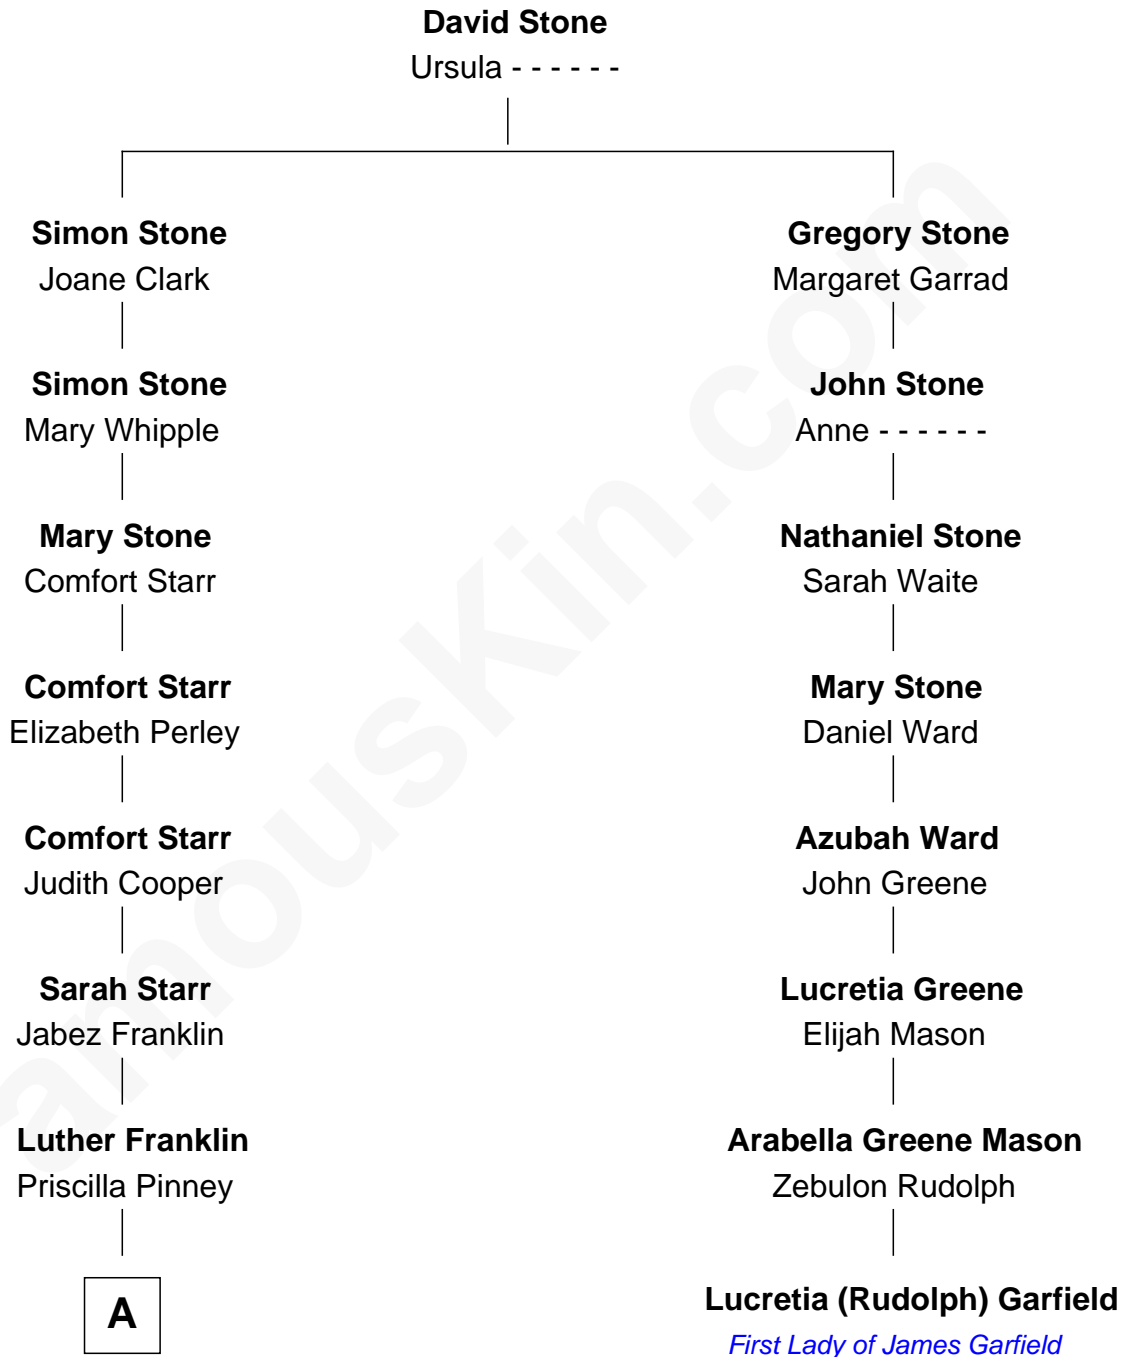 David Stone
Ursula - - - - - -
Simon Stone
Joane Clark
Gregory Stone
Margaret Garrad
Simon Stone
Mary Whipple
John Stone
Anne - - - - - -
Mary Stone
Comfort Starr
Nathaniel Stone
Sarah Waite
Comfort Starr
Elizabeth Perley
Mary Stone
Daniel Ward
Comfort Starr
Judith Cooper
Azubah Ward
John Greene
Sarah Starr
Jabez Franklin
Lucretia Greene
Elijah Mason
Luther Franklin
Priscilla Pinney
Arabella Greene Mason
Zebulon Rudolph
A
Lucretia (Rudolph) Garfield
First Lady of James Garfield
amouskin.com